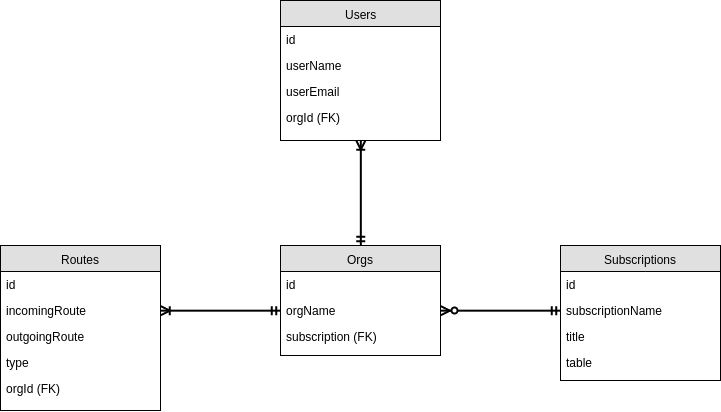 Users
id
userName
userEmail
orgId (FK)
Routes
id
incomingRoute
outgoingRoute
type
orgId (FK)
Orgs
id
orgName
subscription (FK)
Subscriptions
id
subscriptionName
title
table